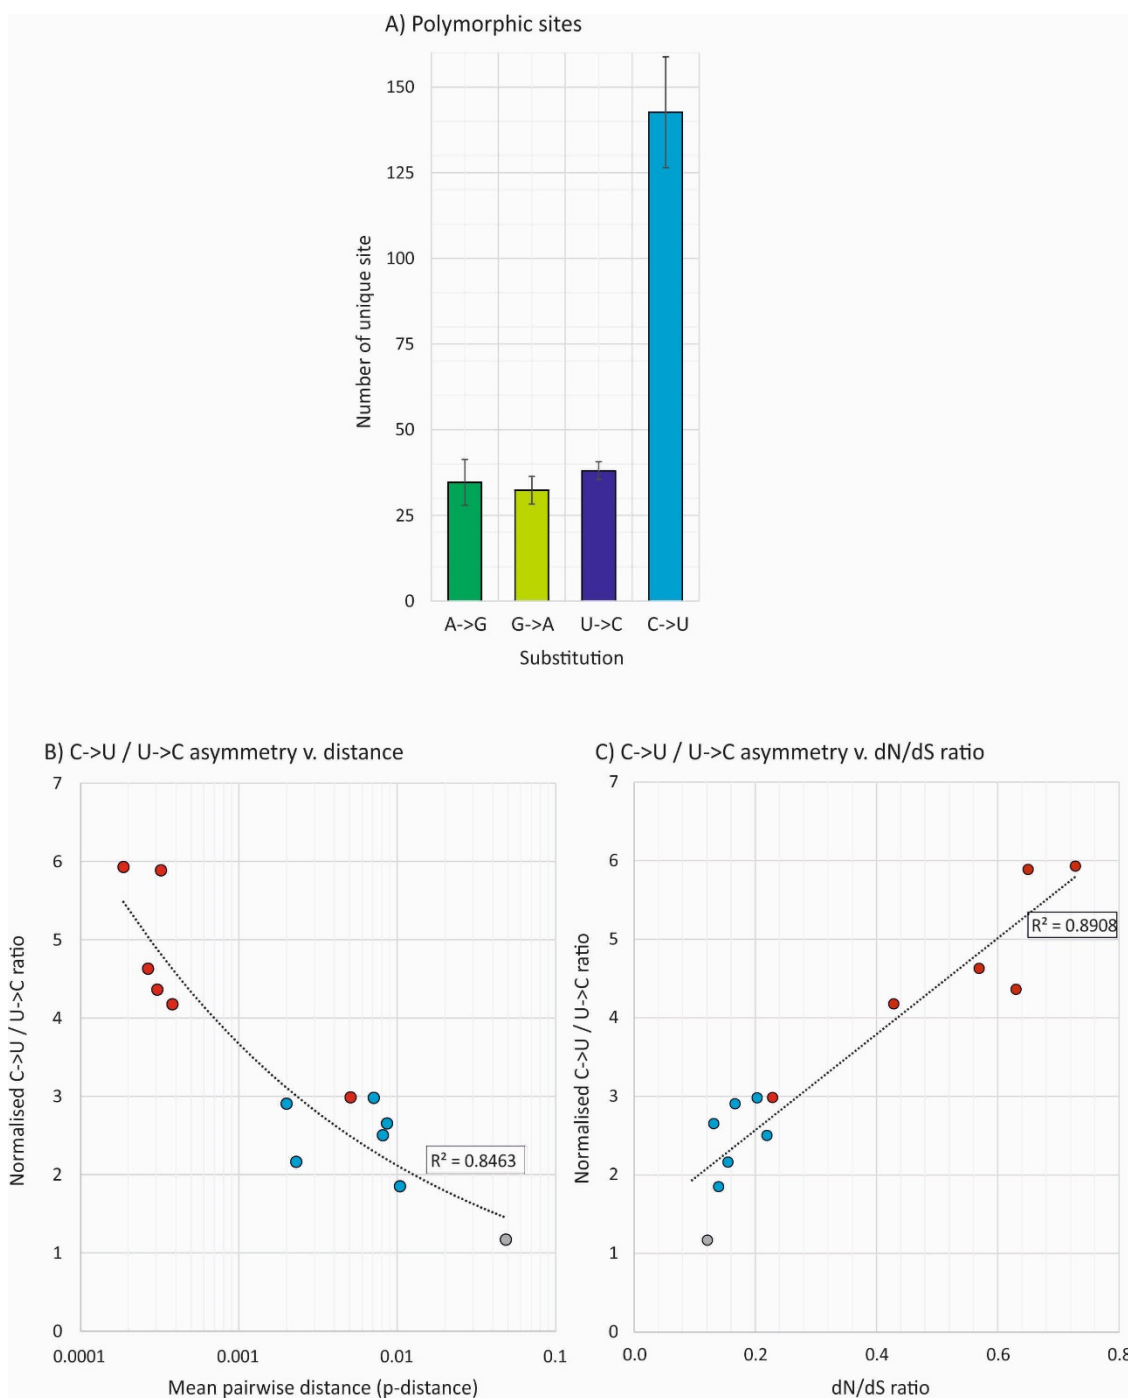 A) Polymorphic sites
150
125
100
75
50
25
0
Number of unique site
A->G G->A U->C C->U
Substitution
B) C->U / U->C asymmetry v. distance
7
6
5
4
3
2
1
0
Normalised C->U / U->C ratio
R² = 0.8463
0.0001 0.001 0.01 0.1
Mean pairwise distance (p-distance)
C) C->U / U->C asymmetry v. dN/dS ratio
7
6
5
4
3
2
1
0
Normalised C->U / U->C ratio
R² = 0.8908
0.0 0.2 0.4 0.6 0.8
dN/dS ratio